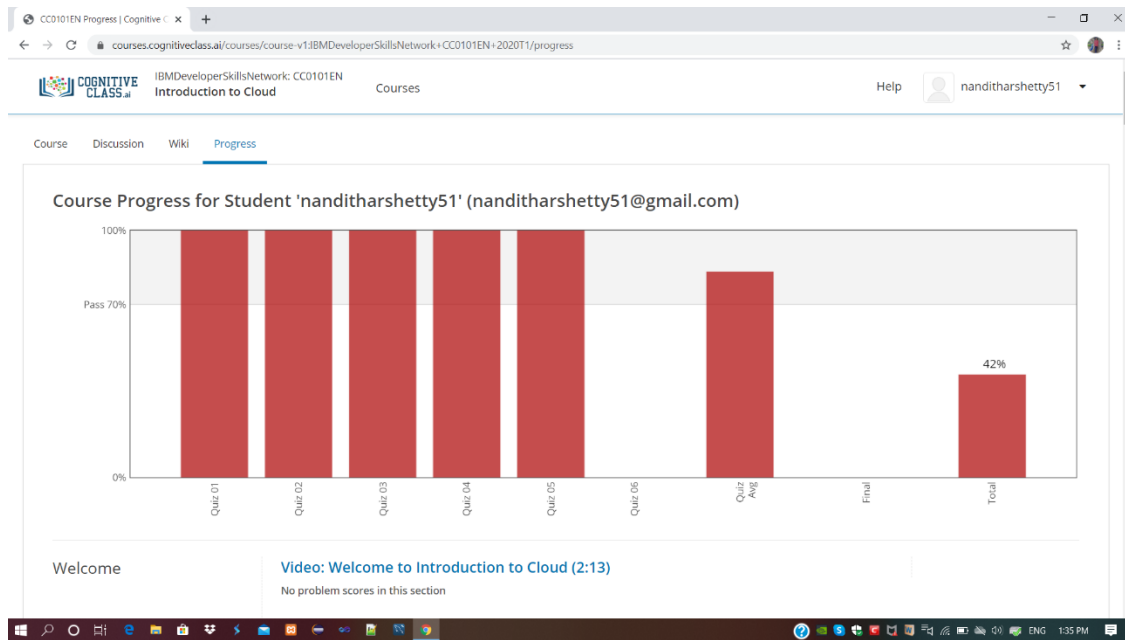 CC0101EN Progress | Cognitive C
courses.cognitiveclass.ai/courses/course-v1:IBMDeveloperSkillsNetwork+CC0101EN+2020T1/progress
COGNITIVE
CLASS.ai
IBMDeveloperSkillsNetwork: CC0101EN
Introduction to Cloud
Courses
Help
nanditharshetty51
Course Discussion Wiki Progress
Course Progress for Student 'nanditharshetty51' (nanditharshetty51@gmail.com)
100%
Pass 70%
42%
0%
Quiz 01
Quiz 02
Quiz 03
Quiz 04
Quiz 05
Quiz 06
Quiz
Avg
Final
Total
Welcome
Video: Welcome to Introduction to Cloud (2:13)
No problem scores in this section
ENG 1:35 PM